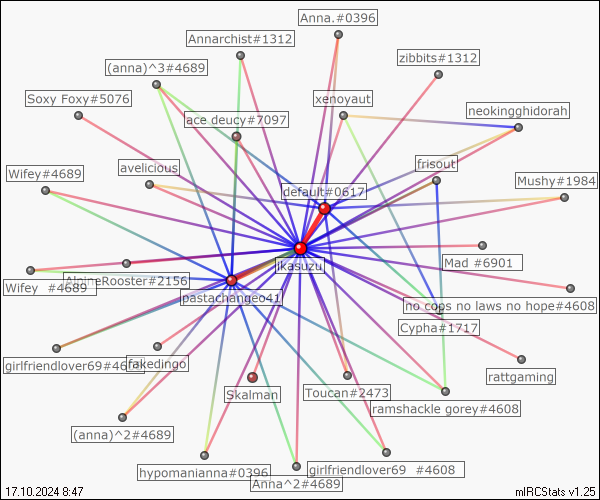 Anna.#0396
Annarchist#1312
zibbits#1312
(anna)^3#4689
Soxy Foxy#5076
xenoyaut
neokingghidorah
ace deucy#7097
avelicious
frisout
Wifey#4689
default#0617
Mushy#1984
ikasuzu
Mad #6901
Wifey #4689
AlpineRooster#2156
pastachangeo41
no cops no laws no hope#4608
Cypha#1717
girlfriendlover69#4608
fakedingo
rattgaming
Skalman
Toucan#2473
ramshackle gorey#4608
(anna)^2#4689
hypomanianna#0396
girlfriendlover69 #4608
Anna^2#4689
17.10.2024 8:47
mIRCStats v1.25